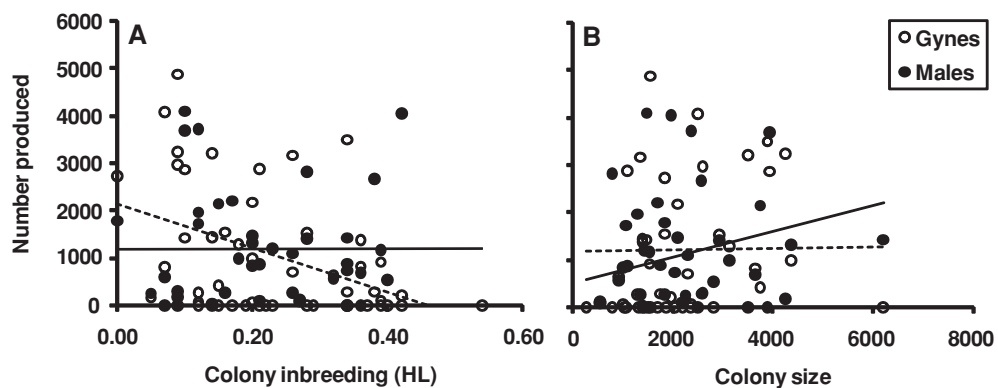 A
B
Gynes
Males
Number produced
6000
5000
4000
3000
2000
1000
0
0.00
0.20
0.40
0.60
0
2000
4000
6000
8000
Colony inbreeding (HL)
Colony size